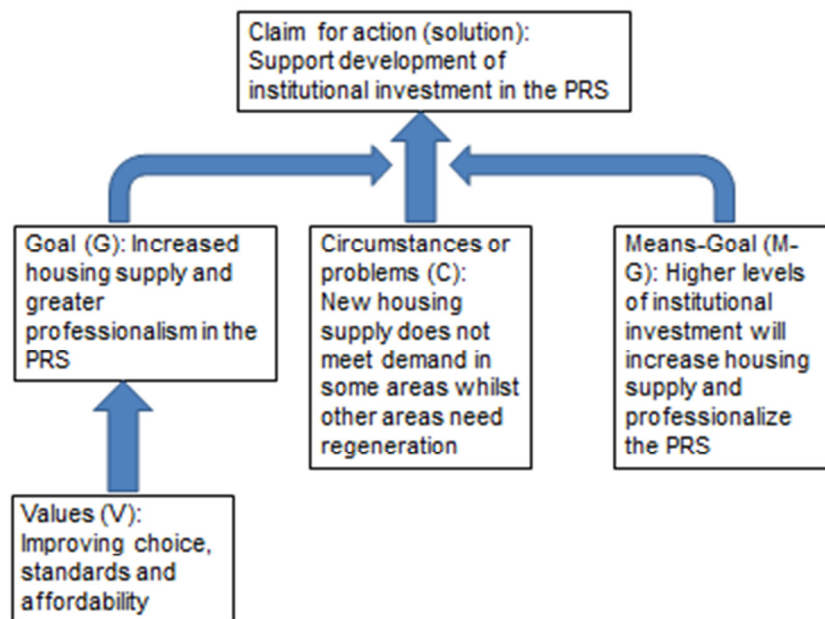 Claim for action (solution):
Support development of
institutional investment in the PRS
Goal (G): Increased
housing supply and
greater
professionalism in the
PRS
Circumstances or
problems (C):
New housing
supply does not
meet demand in
some areas whilst
other areas need
regeneration
Means-Goal (M-
G): Higher levels
of institutional
investment will
increase housing
supply and
professionalize
the PRS
Values (V):
Improving choice,
standards and
affordability